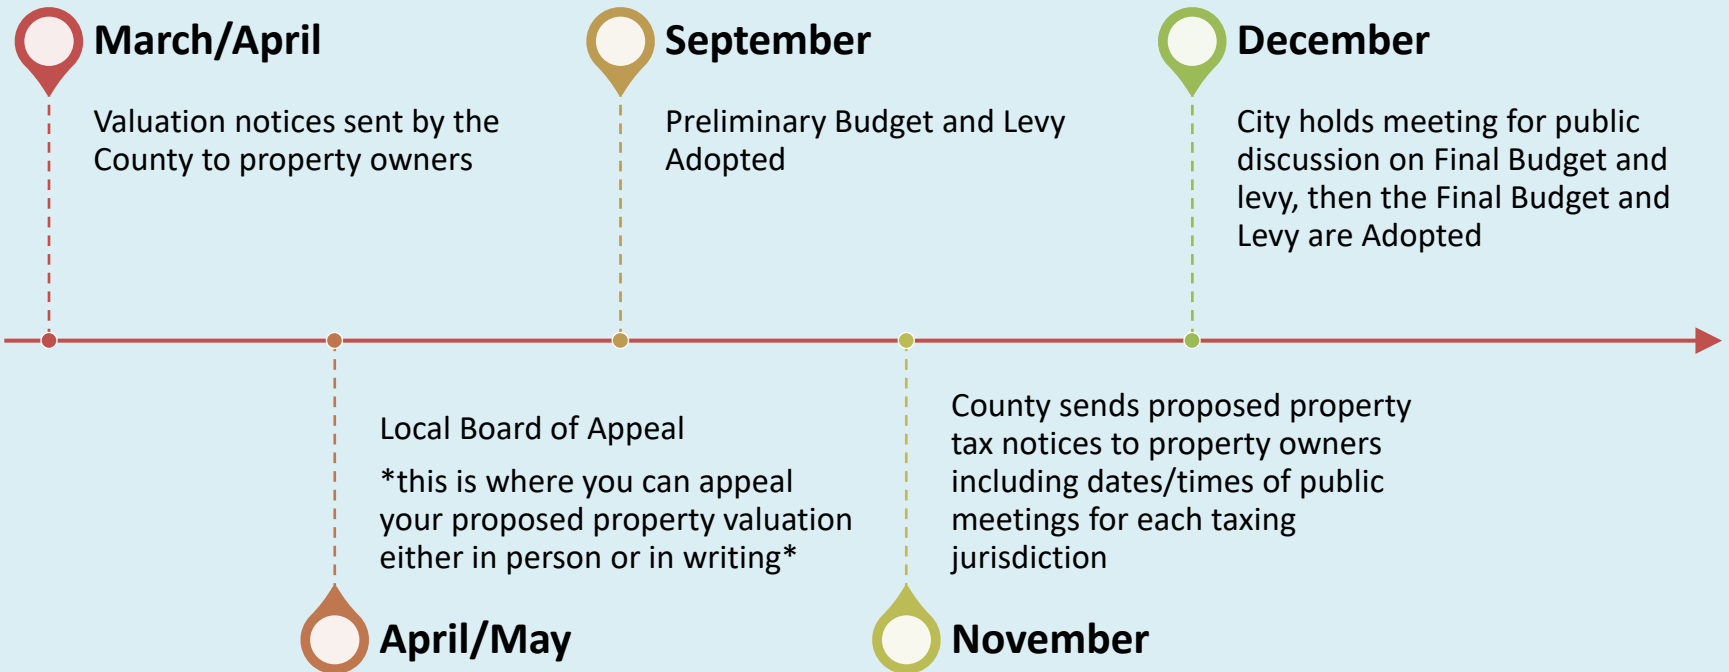 March/April
Valuation notices sent by the
County to property owners
September
Preliminary Budget and Levy
Adopted
December
City holds meeting for public
discussion on Final Budget and
levy, then the Final Budget and
Levy are Adopted
Local Board of Appeal
*this is where you can appeal
your proposed property valuation
either in person or in writing*
April/May
County sends proposed property
tax notices to property owners
including dates/times of public
meetings for each taxing
jurisdiction
November